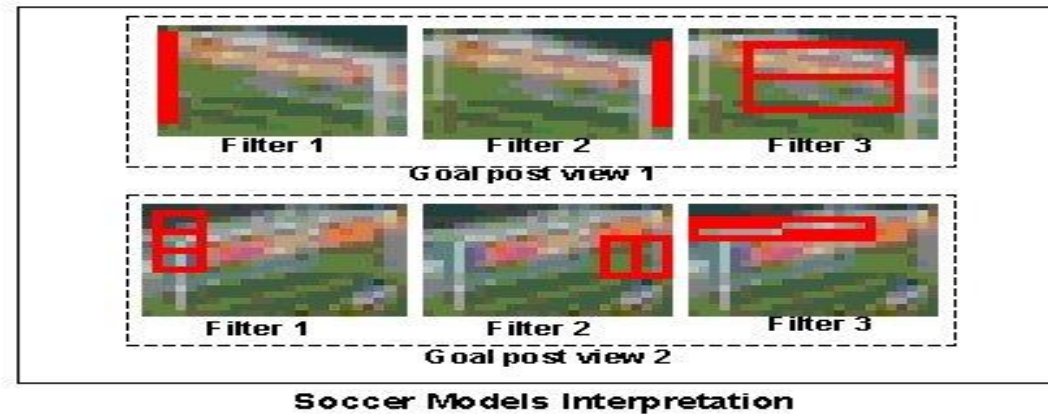 Filter 1 Filter 2 Filter 3
Goal post view 1
Filter 1 Filter 2 Filter 3
Goal post view 2
Soccer Models Interpretation